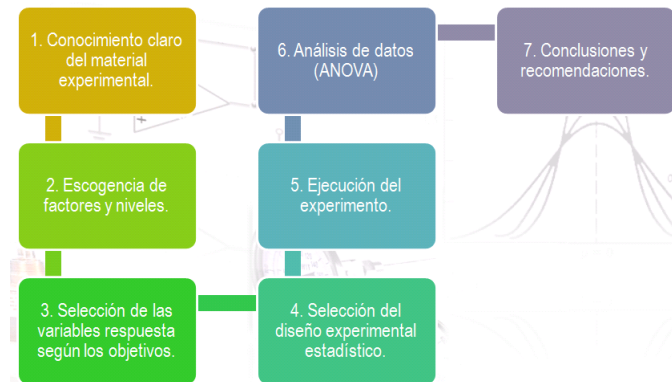 1. Conocimiento claro
del material
experimental.
2. Escogencia de
factores y niveles.
3. Selección de las
variables respuesta
según los objetivos.
4. Selección del
diseño experimental
estadístico.
5. Ejecución del
experimento.
6. Análisis de datos
(ANOVA)
7. Conclusiones y
recomendaciones.